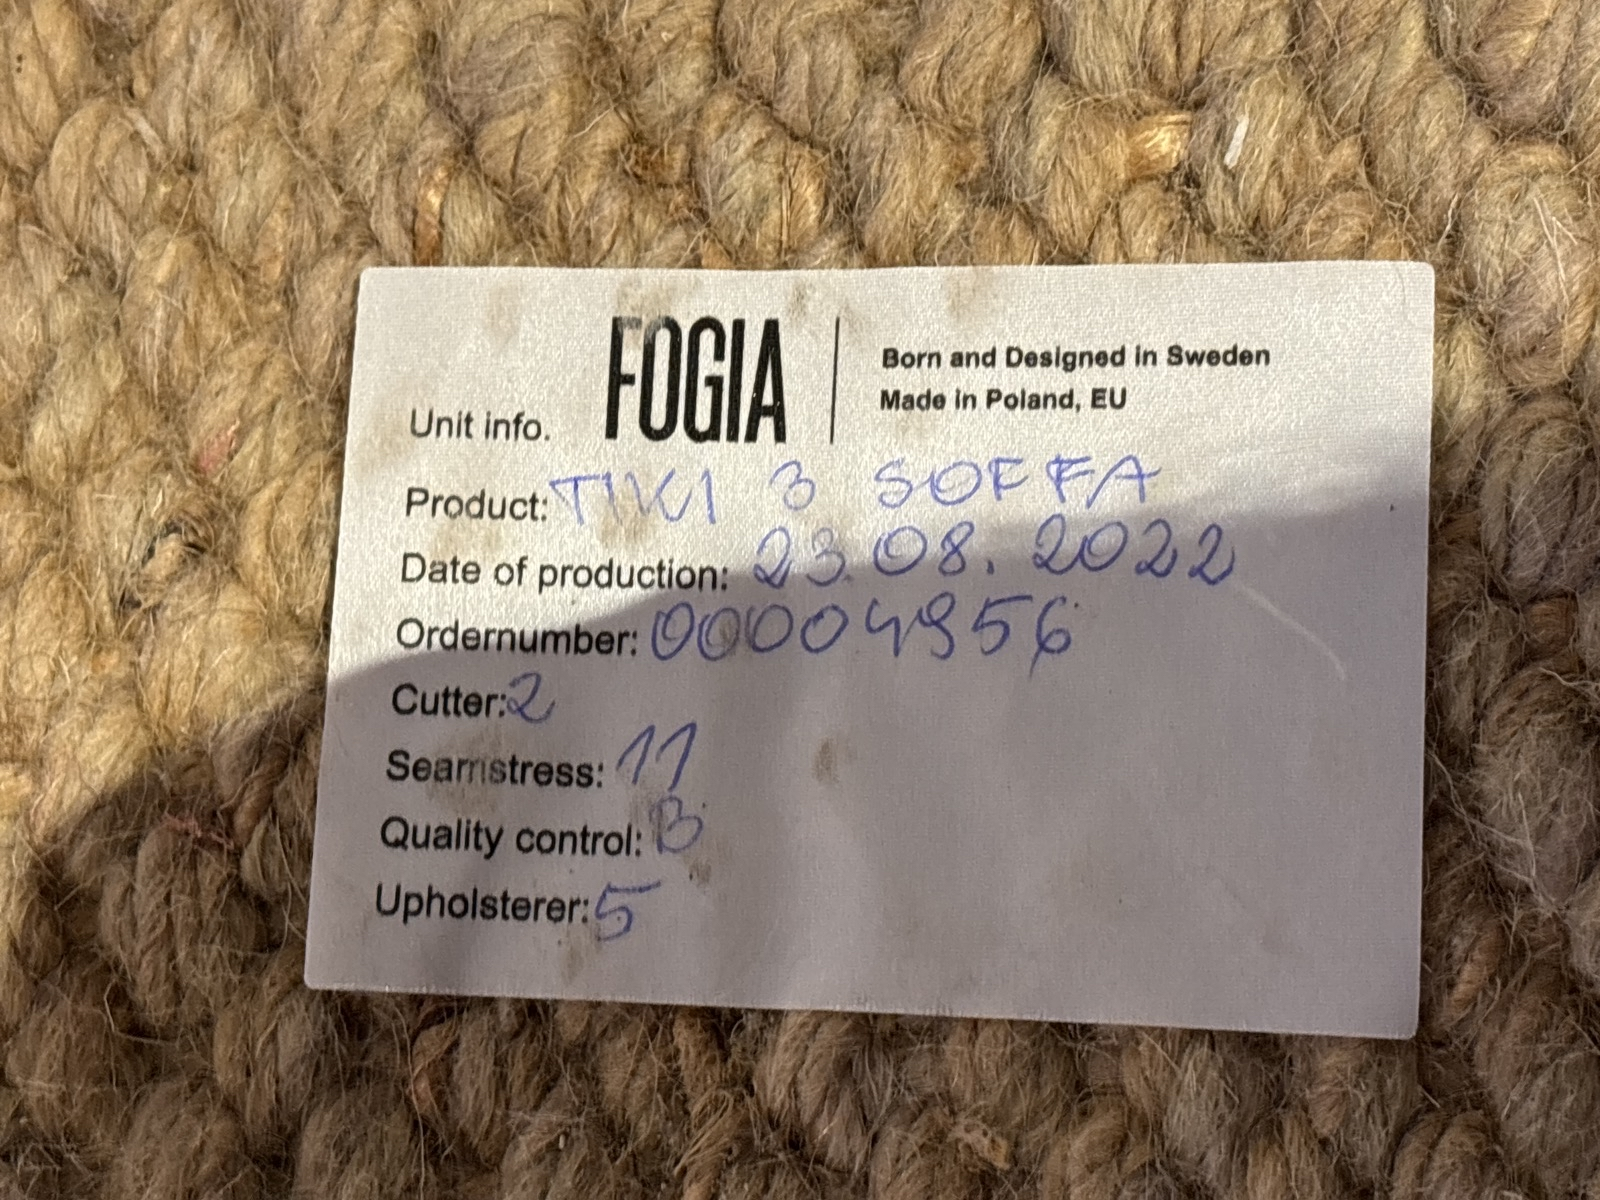 FOGIA
Born and Designed in Sweden
Made in Poland, EU
Unit info.
Product: TIKI 3 SOFFA
Date of production: 23.08.2022
Ordernumber: 00004956
Cutter: 2
Seamstress: 11
Quality control: B
Upholsterer: 5